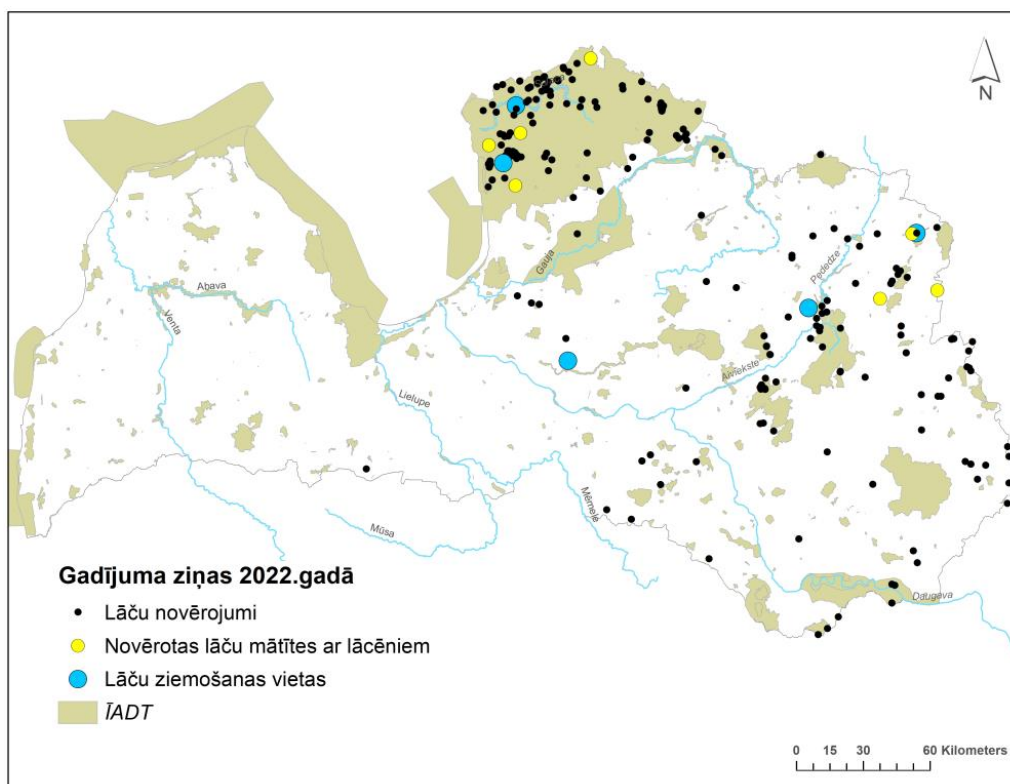 N
Salaca
Gauja
Pededze
Abava
Venta
Aiviekste
Lielupe
Mēmele
Mūsa
Daugava
Gadījuma ziņas 2022.gadā
Lāču novērojumi
Novērotas lāču mātītes ar lācēniem
Lāču ziemošanas vietas
ĪADT
0 15 30 60 Kilometers